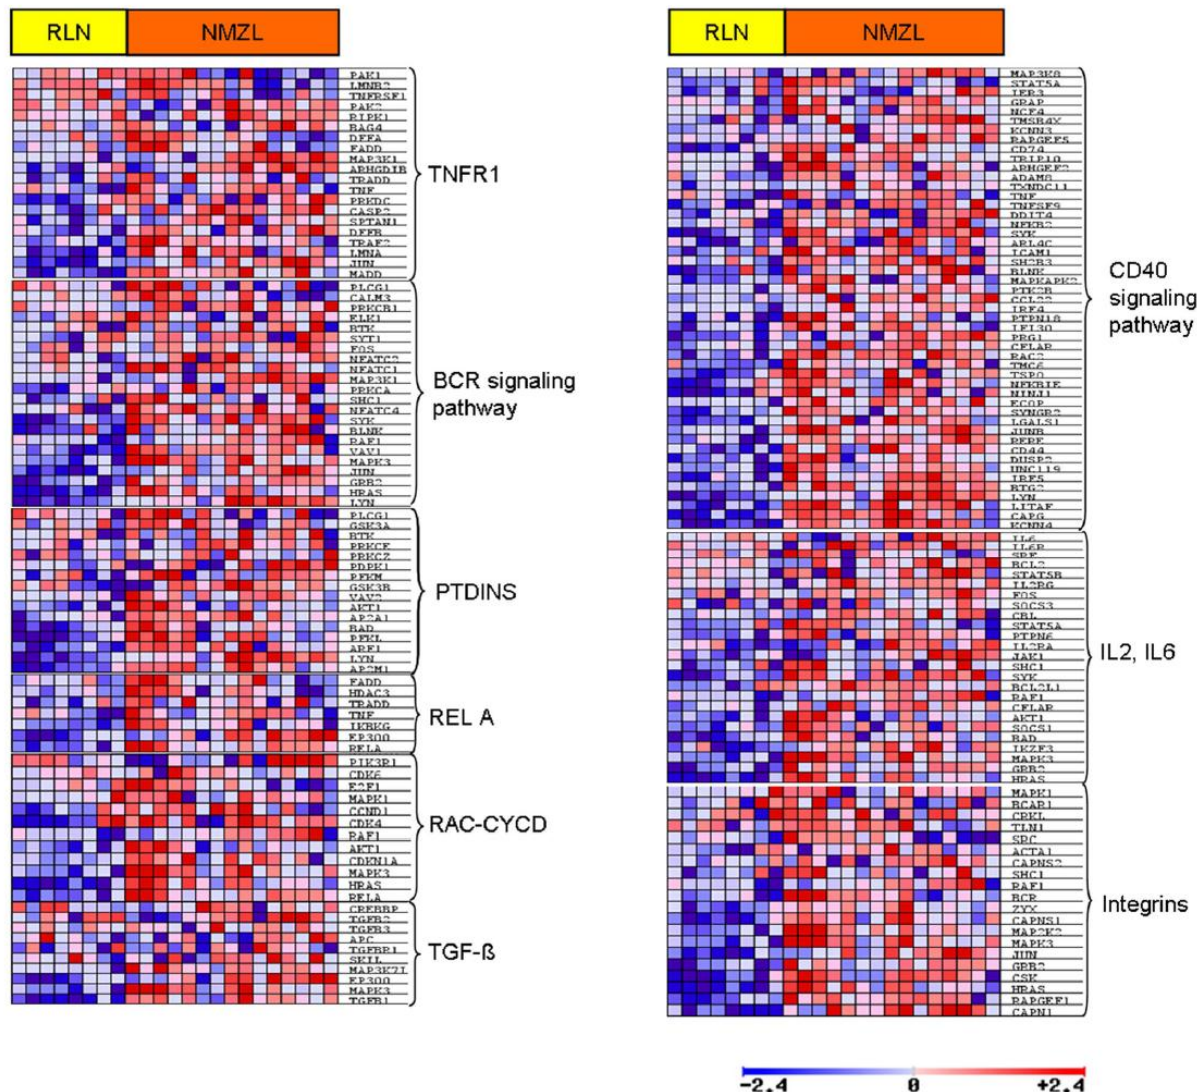 RLN
NMZL
PAK1
LMNB2
TNFRSF1
PAK2
RIPK1
BAG4
DFFA
FADD
MAP3K1
ARHGDIB
TRADD
TNF
PRKDC
CASP2
SPTAN1
DFFB
TRAF2
LMNA
JUN
MADD
TNFR1
PLCG1
CALM3
PRKCB1
ELK1
BTK
SYT1
FOS
NFATC2
NFATC1
MAP3K1
PRKCA
SHC1
NFATC4
SYK
BLNK
RAF1
VAV1
MAPK3
JUN
GRB2
HRAS
LYN
BCR signaling
pathway
PLCG1
GSK3A
BTK
PRKCE
PRKCZ
PDPK1
PFKM
GSK3B
VAV2
AKT1
AP2A1
BAD
PFKL
ARF1
LYN
AP2M1
PTDINS
FADD
HDAC3
TRADD
TNF
IKBKG
EP300
RELA
REL A
PIK3R1
CDK6
E2F1
MAPK1
CCND1
CDK4
RAF1
AKT1
CDKN1A
MAPK3
HRAS
RELA
RAC-CYCD
CREBBP
TGFB2
TGFB3
APC
TGFBR1
SKIL
MAP3K7I
EP300
MAPK3
TGFB1
TGF-ß
RLN
NMZL
MAP3K8
STAT5A
IER3
GRAP
NCF4
TMSB4X
KCNN3
RAPGEF5
CD74
TRIP10
ARHGEF2
ADAM8
TXNDC11
TNF
TNFSF9
DDIT4
NFKB2
SYK
ARL4C
ICAM1
SH2B3
BLNK
MAPKAPK2
PTK2B
CCL22
IRF4
PTPN18
IFI30
PRG1
CFLAR
RAC2
TMC6
TSPO
NFKBIE
NINJ1
ECOP
SYNGR2
LGALS1
JUNB
RERE
CD44
DUSP2
UNC119
IRF5
BTG2
LYN
LITAF
CAPG
KCNN4
CD40
signaling
pathway
IL6
IL6R
SRF
BCL2
STAT5B
IL2RG
FOS
SOCS3
CBL
STAT5A
PTPN6
IL2RA
JAK1
SHC1
SYK
BCL2L1
RAF1
CFLAR
AKT1
SOCS1
BAD
IKZF3
MAPK3
GRB2
HRAS
IL2, IL6
MAPK1
BCAR1
CRKL
TLN1
SRC
ACTA1
CAPNS2
SHC1
RAF1
BCR
ZYX
CAPNS1
MAP2K2
MAPK3
JUN
GRB2
CSK
HRAS
RAPGEF1
CAPN1
Integrins
-2.4 0 +2.4